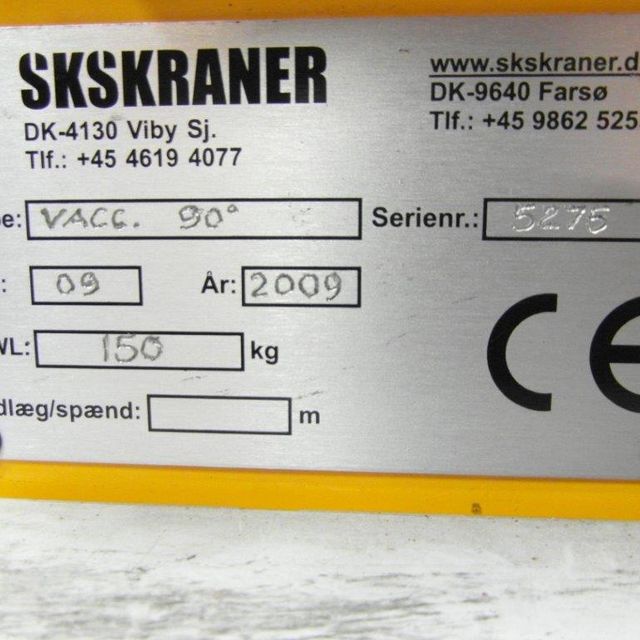 SKSKRANER
DK-4130 Viby Sj.
Tlf.: +45 4619 4077
www.skskraner.d
DK-9640 Farsø
Tlf.: +45 9862 525
e: VACC. 90° Serienr.: 5275
: 09 År: 2009
WL: 150 kg
dlæg/spænd: m
CE